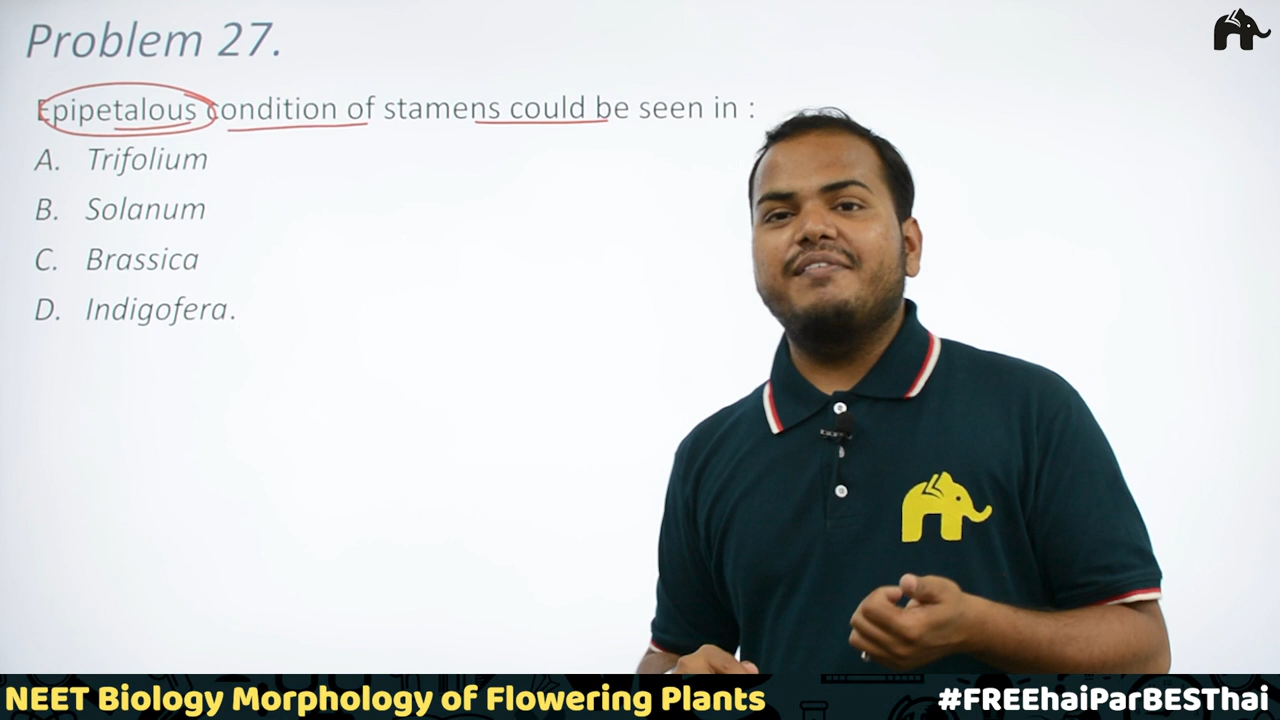 Problem 27.
Epipetalous condition of stamens could be seen in :
A. Trifolium
B. Solanum
C. Brassica
D. Indigofera.
NEET Biology Morphology of Flowering Plants
#FREEhaiParBESThai